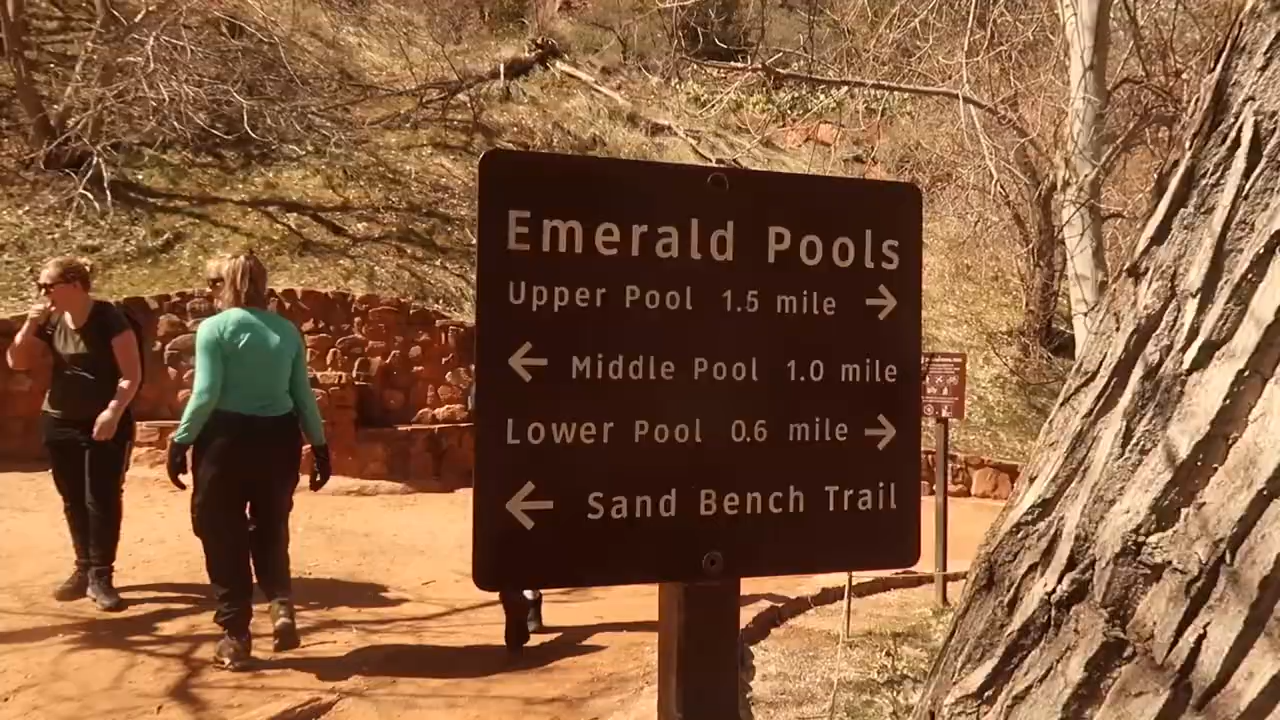 Emerald Pools
Upper Pool 1.5 mile →
← Middle Pool 1.0 mile
Lower Pool 0.6 mile →
← Sand Bench Trail